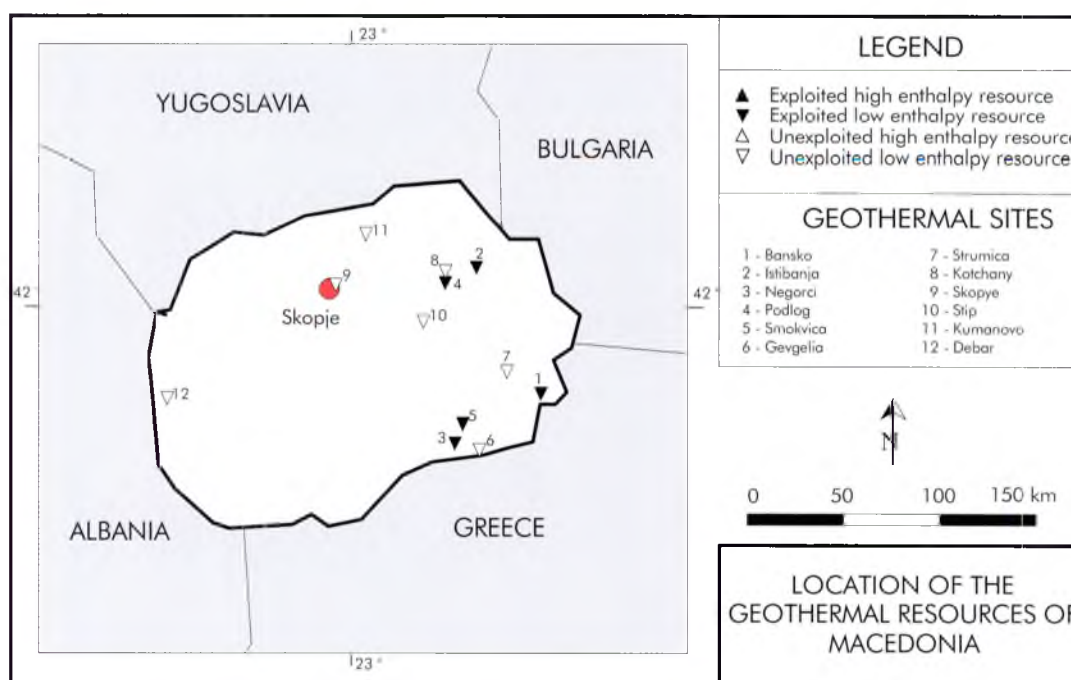 23°
YUGOSLAVIA
BULGARIA
11
8
2
4
9
42°
42°
Skopje
10
7
12
1
5
3
6
ALBANIA
GREECE
23°
LEGEND
Exploited high enthalpy resource
Exploited low enthalpy resource
Unexploited high enthalpy resource
Unexploited low enthalpy resource
GEOTHERMAL SITES
1 - Bansko
2 - Istibanja
3 - Negorci
4 - Podlog
5 - Smokvica
6 - Gevgelia
7 - Strumica
8 - Kotchany
9 - Skopye
10 - Stip
11 - Kumanovo
12 - Debar
N
0 50 100 150 km
LOCATION OF THE
GEOTHERMAL RESOURCES OF
MACEDONIA